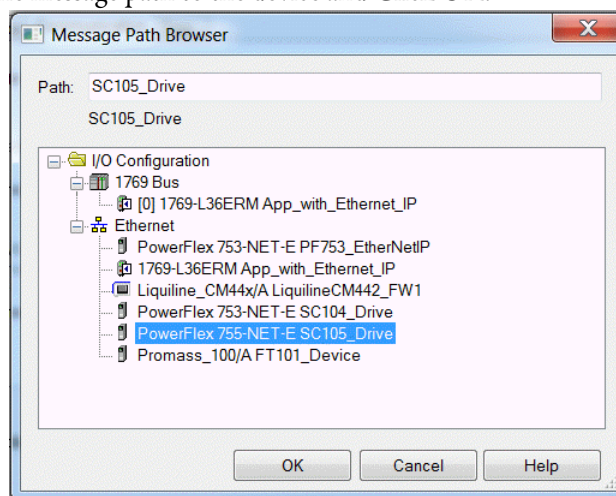 Message Path Browser
Path: SC105_Drive
SC105_Drive
I/O Configuration
1769 Bus
[0] 1769-L36ERM App_with_Ethernet_IP
Ethernet
PowerFlex 753-NET-E PF753_EtherNetIP
1769-L36ERM App_with_Ethernet_IP
Liquiline_CM44x/A LiquilineCM442_FW1
PowerFlex 753-NET-E SC104_Drive
PowerFlex 755-NET-E SC105_Drive
Promass_100/A FT101_Device
OK Cancel Help